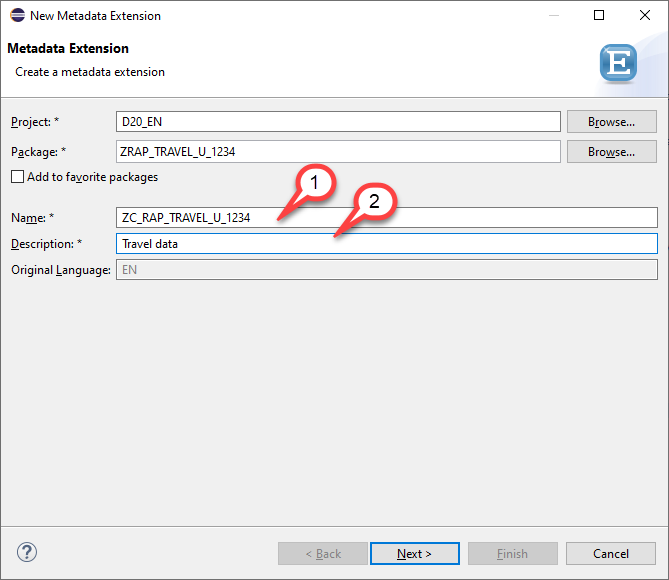 New Metadata Extension
Metadata Extension
Create a metadata extension
E
Project: * D20_EN Browse...
Package: * ZRAP_TRAVEL_U_1234 Browse...
Add to favorite packages
1
2
Name: * ZC_RAP_TRAVEL_U_1234
Description: * Travel data
Original Language: EN
?
< Back Next > Finish Cancel